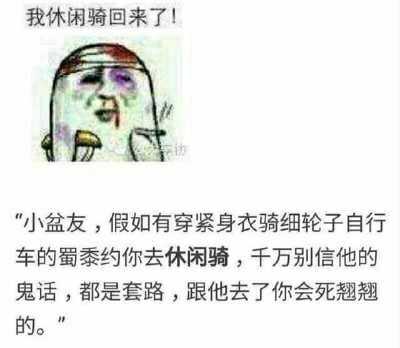 我休闲骑回来了！
“小盆友，假如有穿紧身衣骑细轮子自行
车的蜀黍约你去休闲骑，千万别信他的
鬼话，都是套路，跟他去了你会死翘翘
的。”